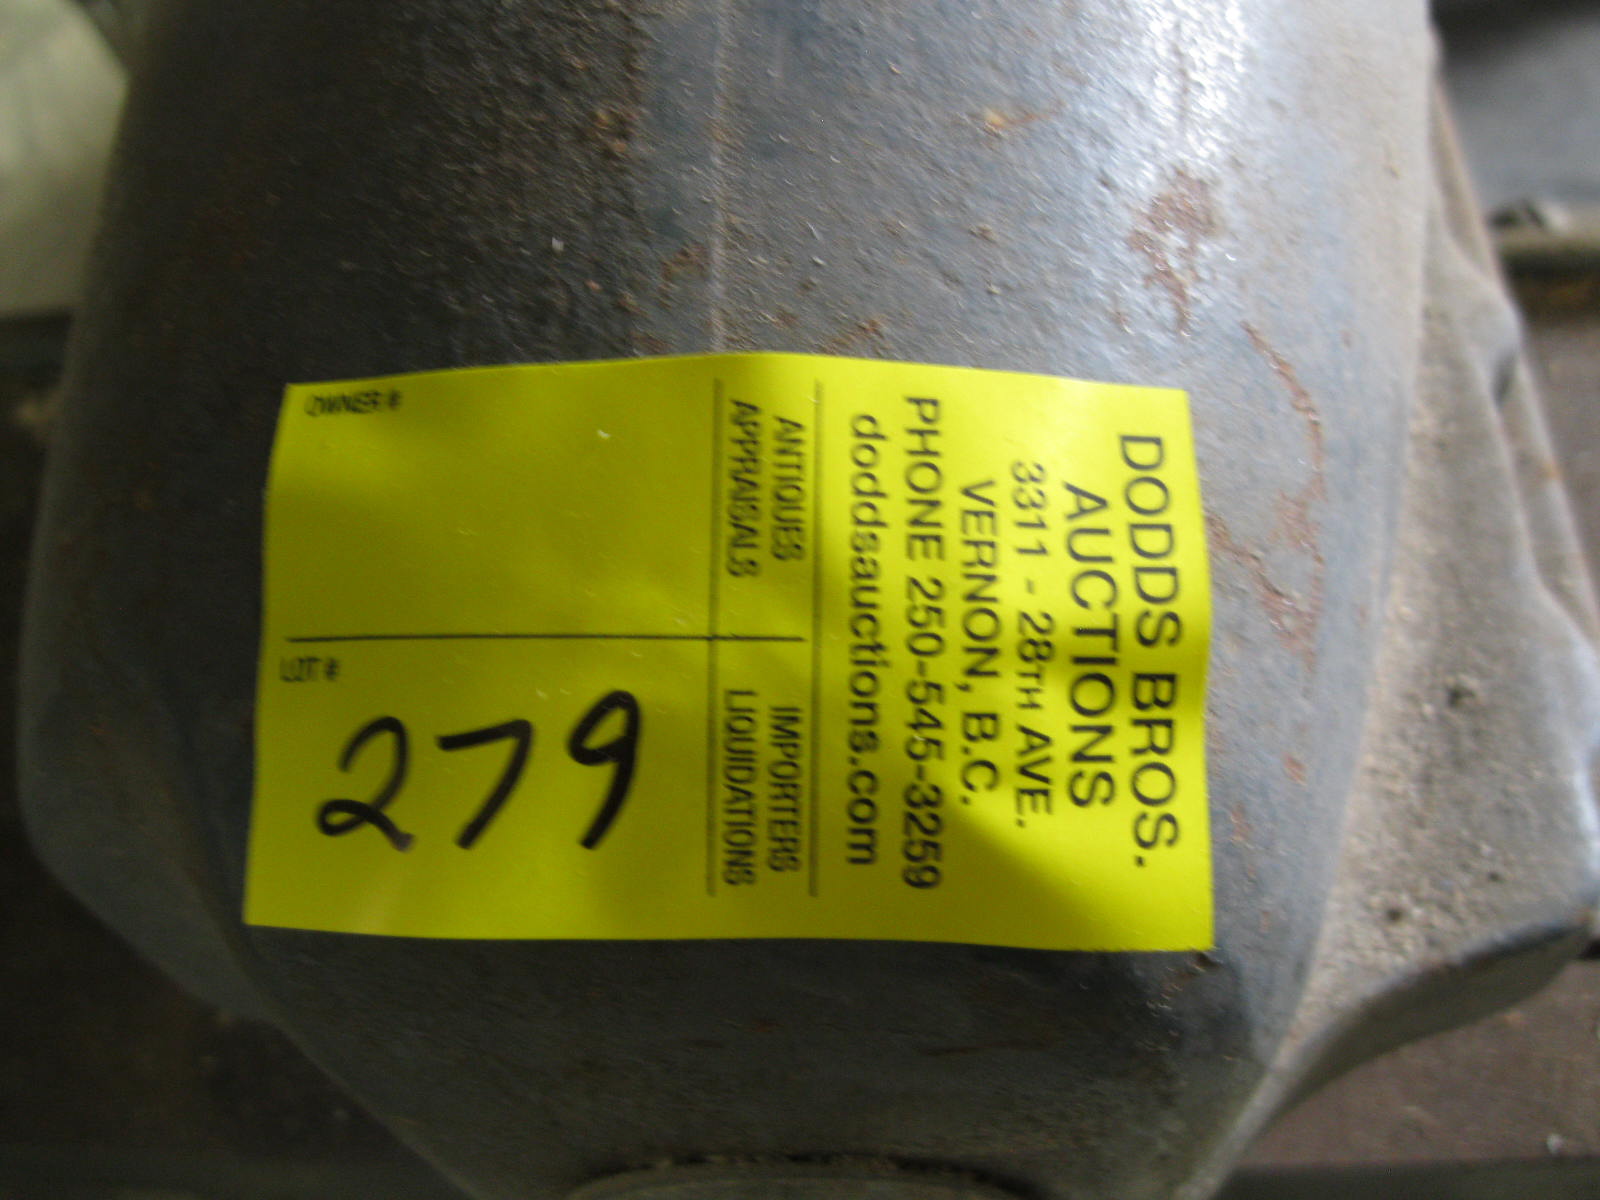 DODDS BROS.
AUCTIONS
3311 - 28TH AVE.
VERNON, B.C.
PHONE 250-545-3259
doddsauctions.com
ANTIQUES IMPORTERS
APPRAISALS LIQUIDATIONS
OWNER #
LOT #
279